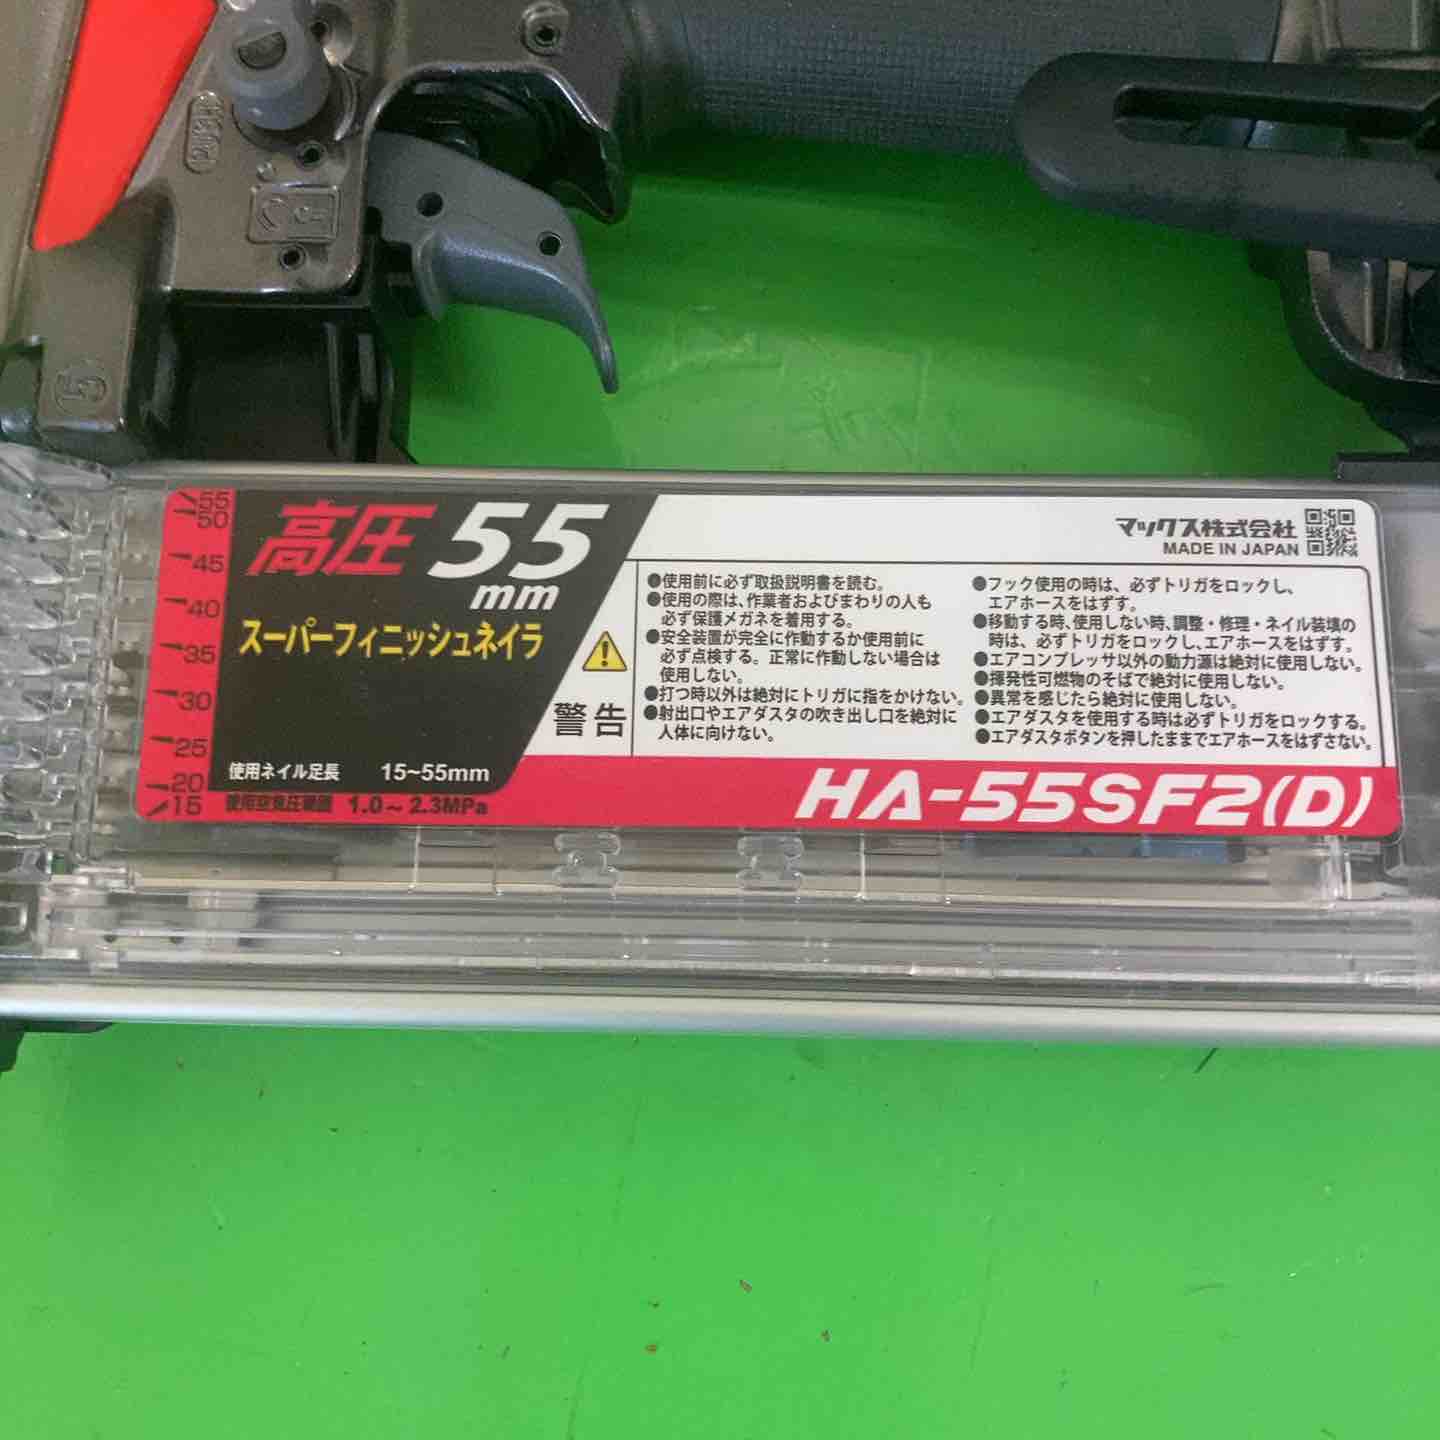 55
50
45
40
35
30
25
20
15
高圧 55mm
スーパーフィニッシュネイラ
使用ネイル足長 15~55mm
使用空気圧範囲 1.0~2.3MPa
マックス株式会社
MADE IN JAPAN
警告
●使用前に必ず取扱説明書を読む。
●使用の際は、作業者およびまわりの人も
必ず保護メガネを着用する。
●安全装置が完全に作動するか使用前に
必ず点検する。正常に作動しない場合は
使用しない。
●打つ時以外は絶対にトリガに指をかけない。
●射出口やエアダスタの吹き出し口を絶対に
人体に向けない。
●フック使用の時は、必ずトリガをロックし、
エアホースをはずす。
●移動する時、使用しない時、調整・修理・ネイル装填の
時は、必ずトリガをロックし、エアホースをはずす。
●エアコンプレッサ以外の動力源は絶対に使用しない。
●揮発性可燃物のそばで絶対に使用しない。
●異常を感じたら絶対に使用しない。
●エアダスタを使用する時は必ずトリガをロックする。
●エアダスタボタンを押したままでエアホースをはずさない。
HA-55SF2(D)